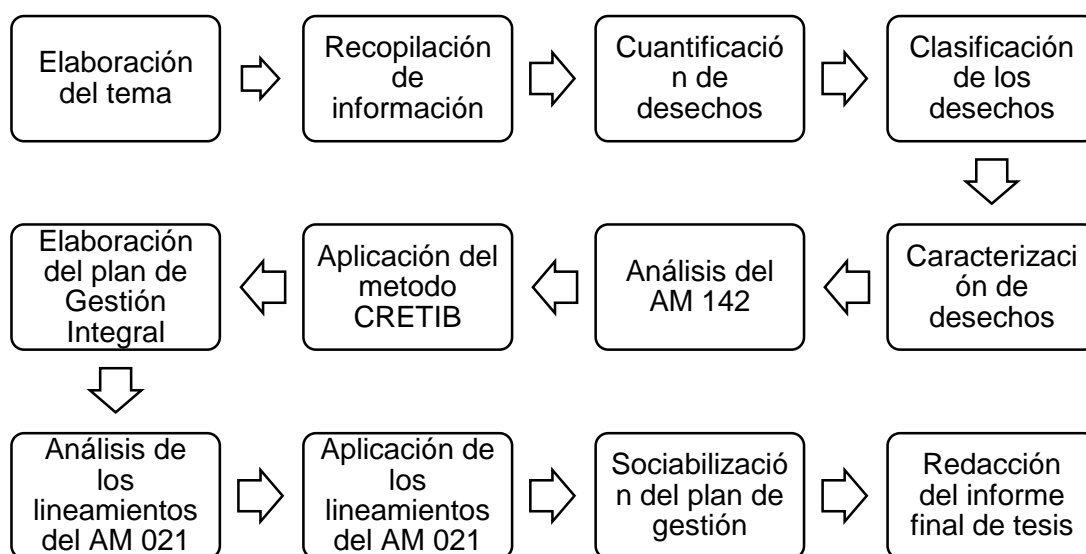 Elaboración
del tema
Recopilación
de
información
Cuantificació
n de
desechos
Clasificación
de los
desechos
Caracterizaci
ón de
desechos
Análisis del
AM 142
Aplicación del
metodo
CRETIB
Elaboración
del plan de
Gestión
Integral
Análisis de
los
lineamientos
del AM 021
Aplicación de
los
lineamientos
del AM 021
Sociabilizació
n del plan de
gestión
Redacción
del informe
final de tesis